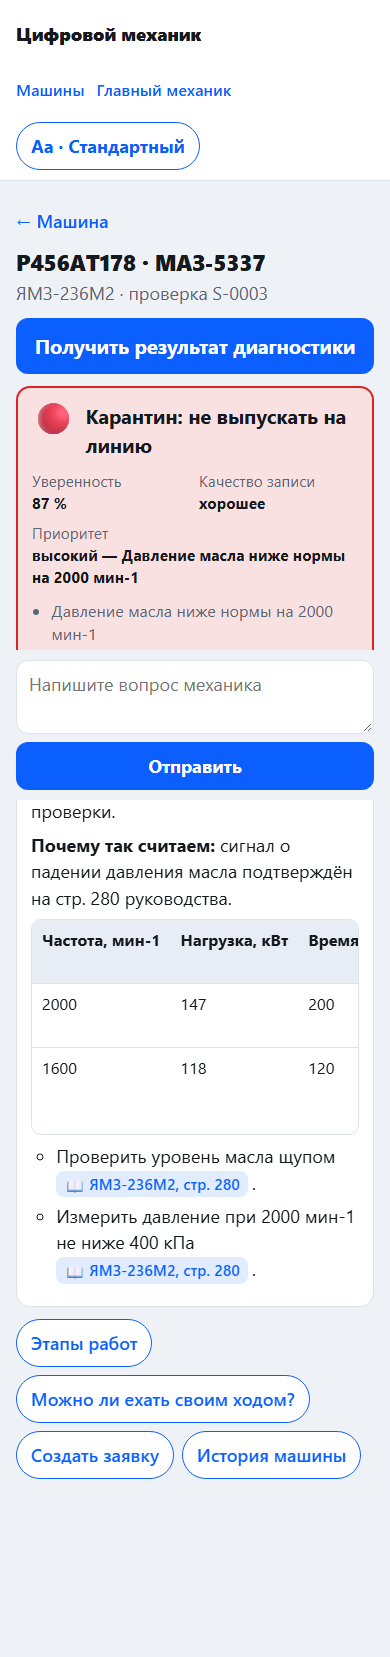 Цифровой механик
Машины Главный механик
Аа · Стандартный
← Машина
Р456АТ178 · МАЗ-5337
ЯМЗ-236М2 · проверка S-0003
Получить результат диагностики
Карантин: не выпускать на
линию
Уверенность Качество записи
87 % хорошее
Приоритет
высокий — Давление масла ниже нормы
на 2000 мин-1
• Давление масла ниже нормы на 2000
мин-1
Напишите вопрос механика
Отправить
проверки.
Почему так считаем: сигнал о
падении давления масла подтверждён
на стр. 280 руководства.
Частота, мин-1 Нагрузка, кВт Время
2000 147 200
1600 118 120
Проверить уровень масла щупом
📖 ЯМЗ-236М2, стр. 280 .
Измерить давление при 2000 мин-1
не ниже 400 кПа
📖 ЯМЗ-236М2, стр. 280 .
Этапы работ
Можно ли ехать своим ходом?
Создать заявку История машины